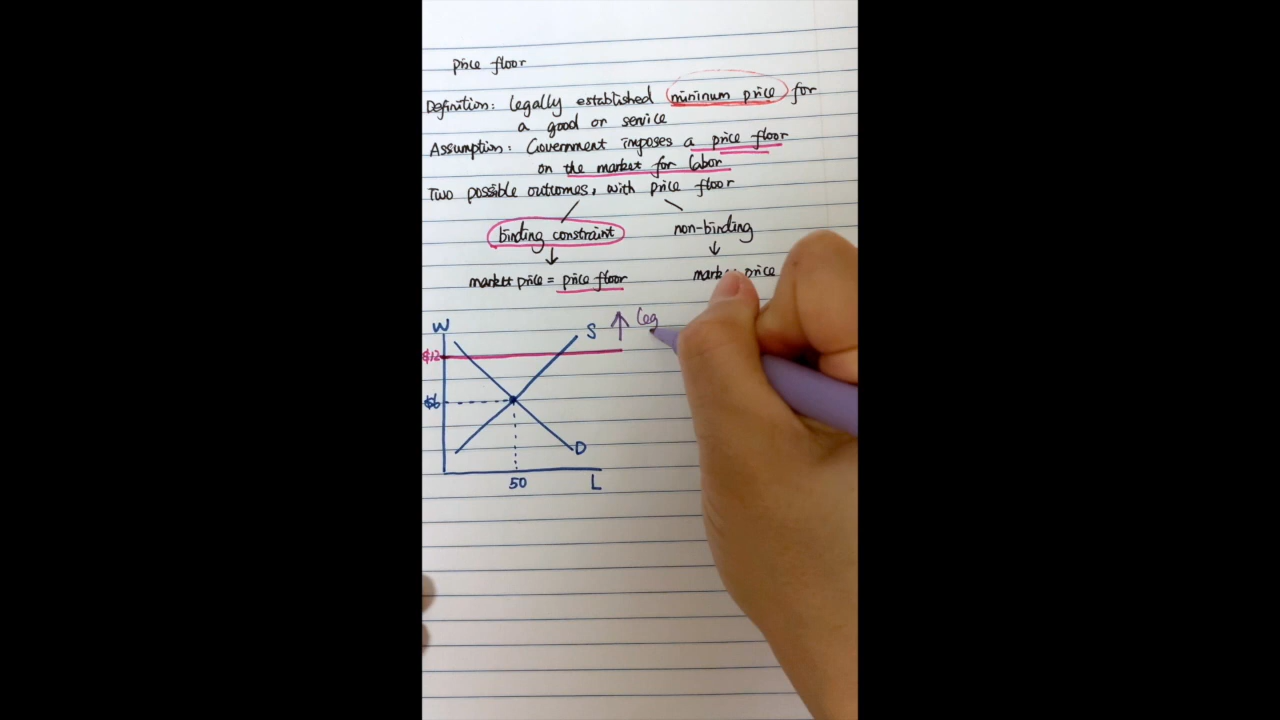 price floor
Definition: legally established minimum price for
a good or service
Assumption: Government imposes a price floor
on the market for labor
Two possible outcomes, with price floor
binding constraint non-binding
market price = price floor price
W S leg
$12
$6
D
50 L